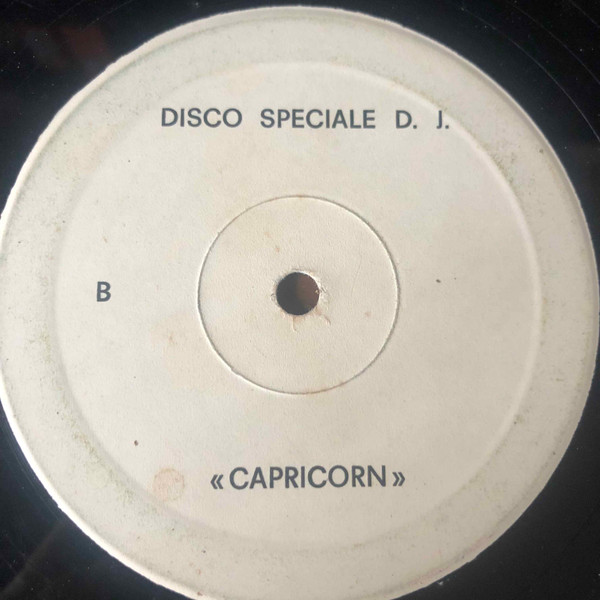 DISCO SPECIALE D. J.
B
«CAPRICORN»